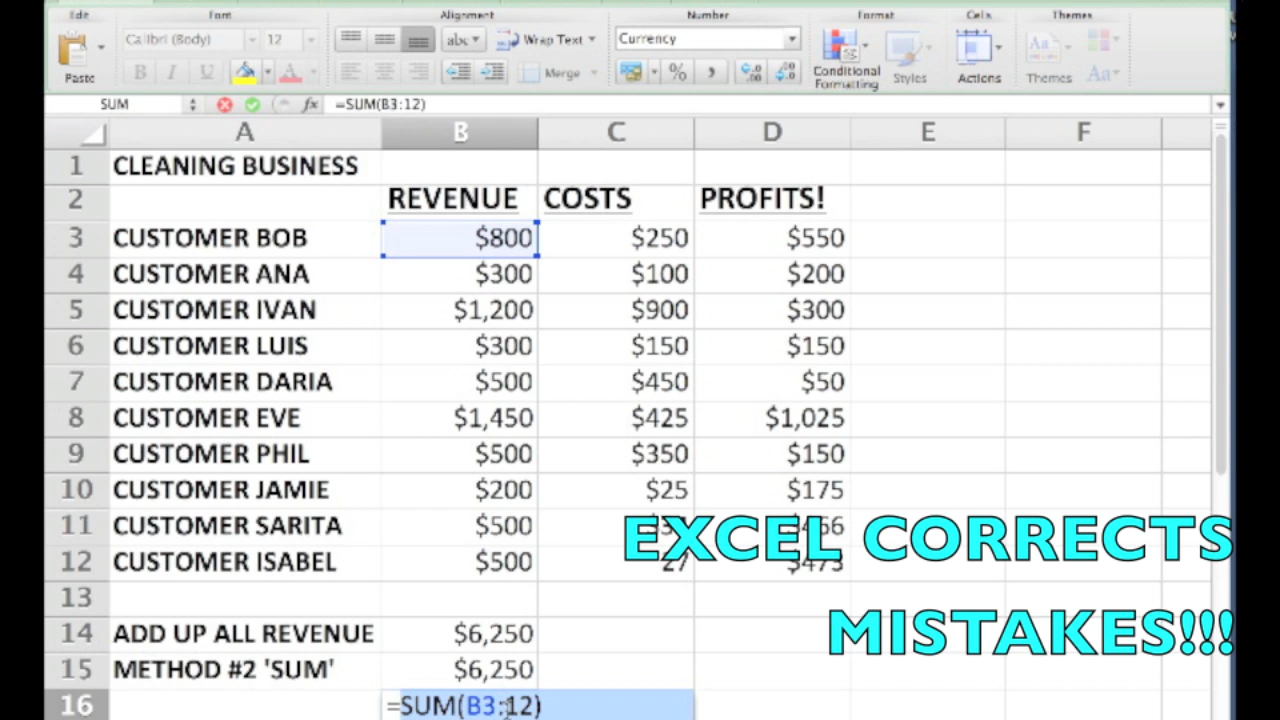 Edit Font Alignment Number Format Cells Themes
Calibri (Body) 12 abc Wrap Text Currency
Paste B I U A Merge % , Conditional Formatting Styles Actions Themes Aa
SUM fx =SUM(B3:12)
A B C D E F
1 CLEANING BUSINESS
2 REVENUE COSTS PROFITS!
3 CUSTOMER BOB $800 $250 $550
4 CUSTOMER ANA $300 $100 $200
5 CUSTOMER IVAN $1,200 $900 $300
6 CUSTOMER LUIS $300 $150 $150
7 CUSTOMER DARIA $500 $450 $50
8 CUSTOMER EVE $1,450 $425 $1,025
9 CUSTOMER PHIL $500 $350 $150
10 CUSTOMER JAMIE $200 $25 $175
11 CUSTOMER SARITA $500
EXCEL CORRECTS
12 CUSTOMER ISABEL $500
13
MISTAKES!!!
14 ADD UP ALL REVENUE $6,250
15 METHOD #2 'SUM' $6,250
16 =SUM(B3:12)